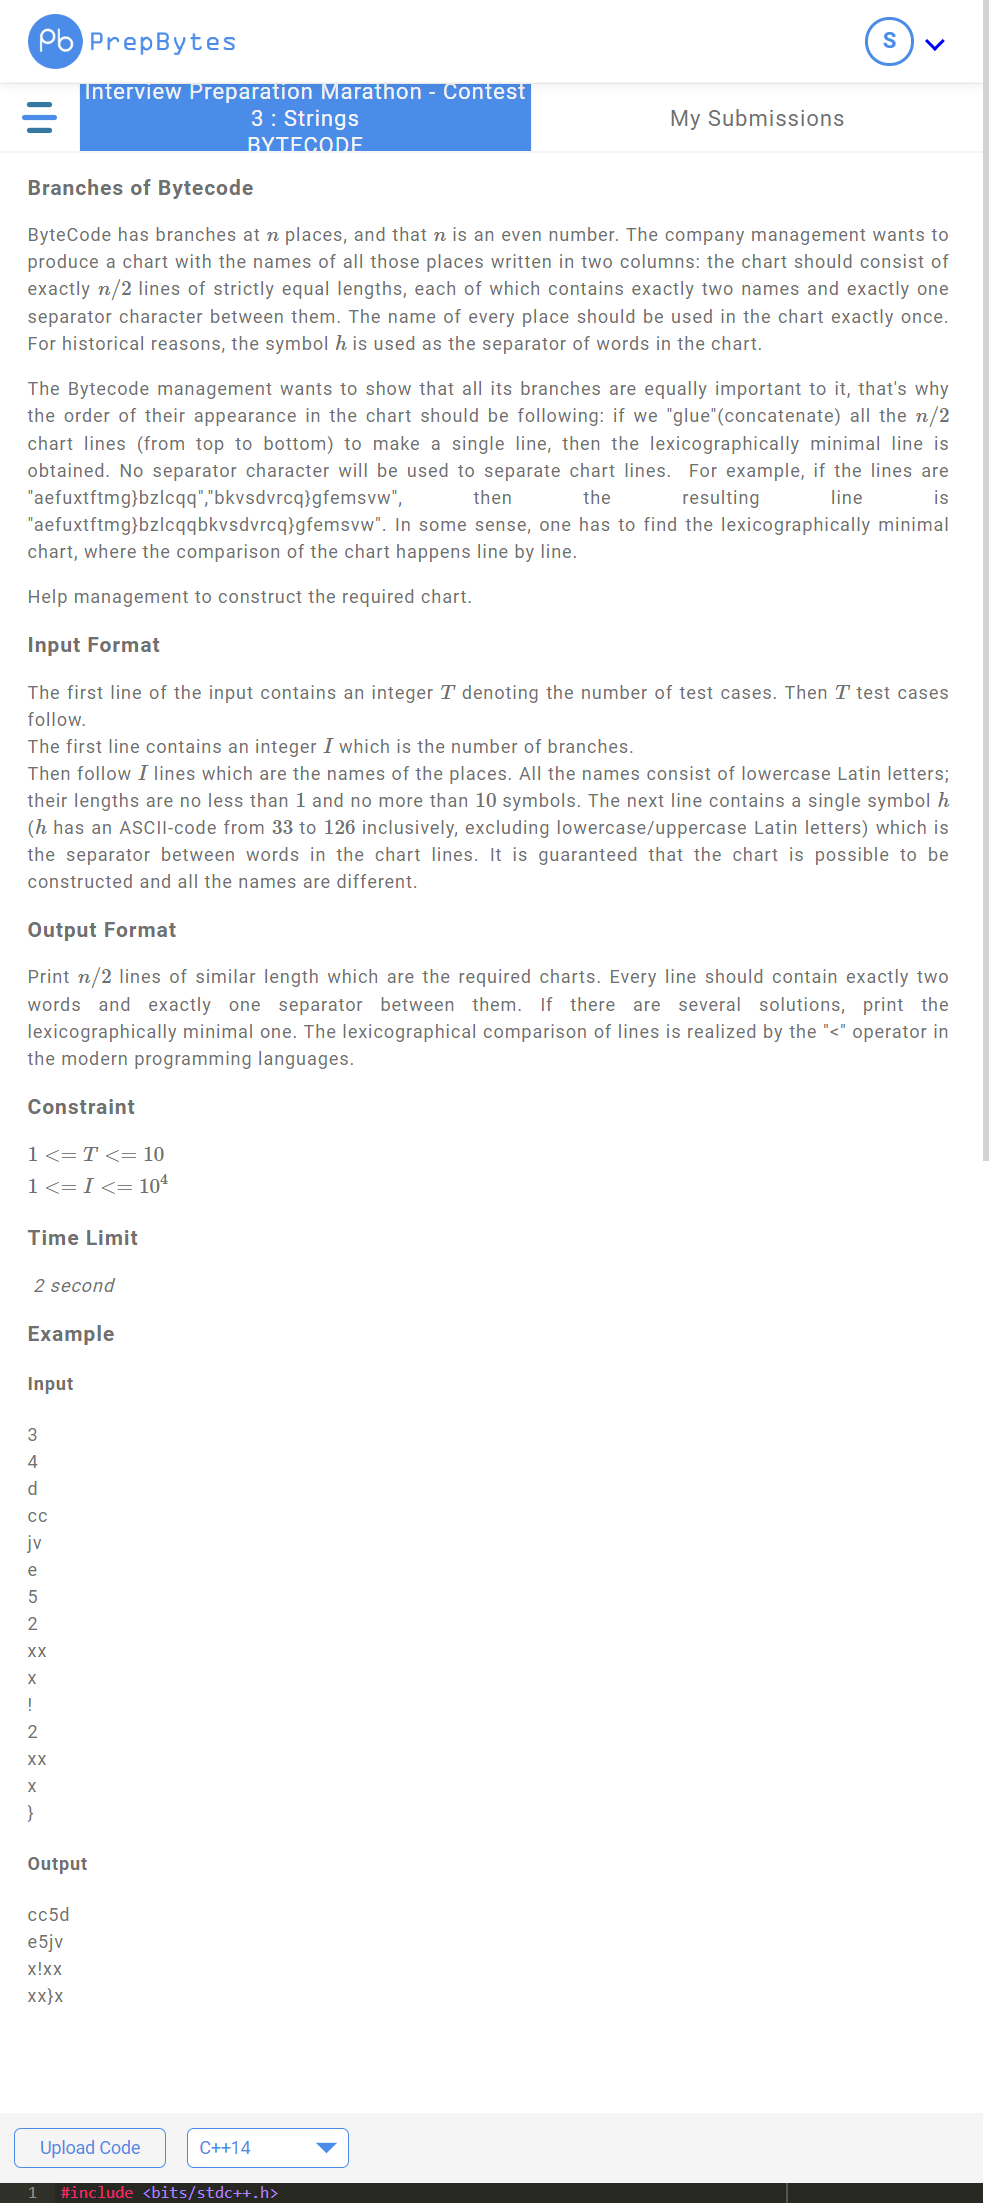 Pb PrepBytes
S
Interview Preparation Marathon - Contest
3 : Strings
BYTECODE
My Submissions
Branches of Bytecode
ByteCode has branches at n places, and that n is an even number. The company management wants to
produce a chart with the names of all those places written in two columns: the chart should consist of
exactly n/2 lines of strictly equal lengths, each of which contains exactly two names and exactly one
separator character between them. The name of every place should be used in the chart exactly once.
For historical reasons, the symbol h is used as the separator of words in the chart.
The Bytecode management wants to show that all its branches are equally important to it, that's why
the order of their appearance in the chart should be following: if we "glue"(concatenate) all the n/2
chart lines (from top to bottom) to make a single line, then the lexicographically minimal line is
obtained. No separator character will be used to separate chart lines. For example, if the lines are
"aefuxtftmg}bzlcqq","bkvsdvrcq}gfemsvw", then the resulting line is
"aefuxtftmg}bzlcqqbkvsdvrcq}gfemsvw". In some sense, one has to find the lexicographically minimal
chart, where the comparison of the chart happens line by line.
Help management to construct the required chart.
Input Format
The first line of the input contains an integer T denoting the number of test cases. Then T test cases
follow.
The first line contains an integer I which is the number of branches.
Then follow I lines which are the names of the places. All the names consist of lowercase Latin letters;
their lengths are no less than 1 and no more than 10 symbols. The next line contains a single symbol h
(h has an ASCII-code from 33 to 126 inclusively, excluding lowercase/uppercase Latin letters) which is
the separator between words in the chart lines. It is guaranteed that the chart is possible to be
constructed and all the names are different.
Output Format
Print n/2 lines of similar length which are the required charts. Every line should contain exactly two
words and exactly one separator between them. If there are several solutions, print the
lexicographically minimal one. The lexicographical comparison of lines is realized by the "<" operator in
the modern programming languages.
Constraint
1 <= T <= 10
1 <= I <= 10⁴
Time Limit
2 second
Example
Input
3
4
d
cc
jv
e
5
2
xx
x
!
2
xx
x
}
Output
cc5d
e5jv
x!xx
xx}x
Upload Code
C++14
1 #include <bits/stdc++.h>